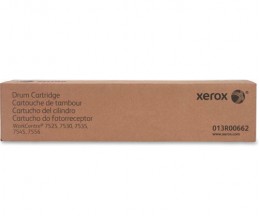 Drum Cartridge
Cartouche de tambour
Cartucho del cilindro
Cartucho do fotorreceptor
WorkCentre® 7525, 7530, 7535,
7545, 7556
xerox
013R00662